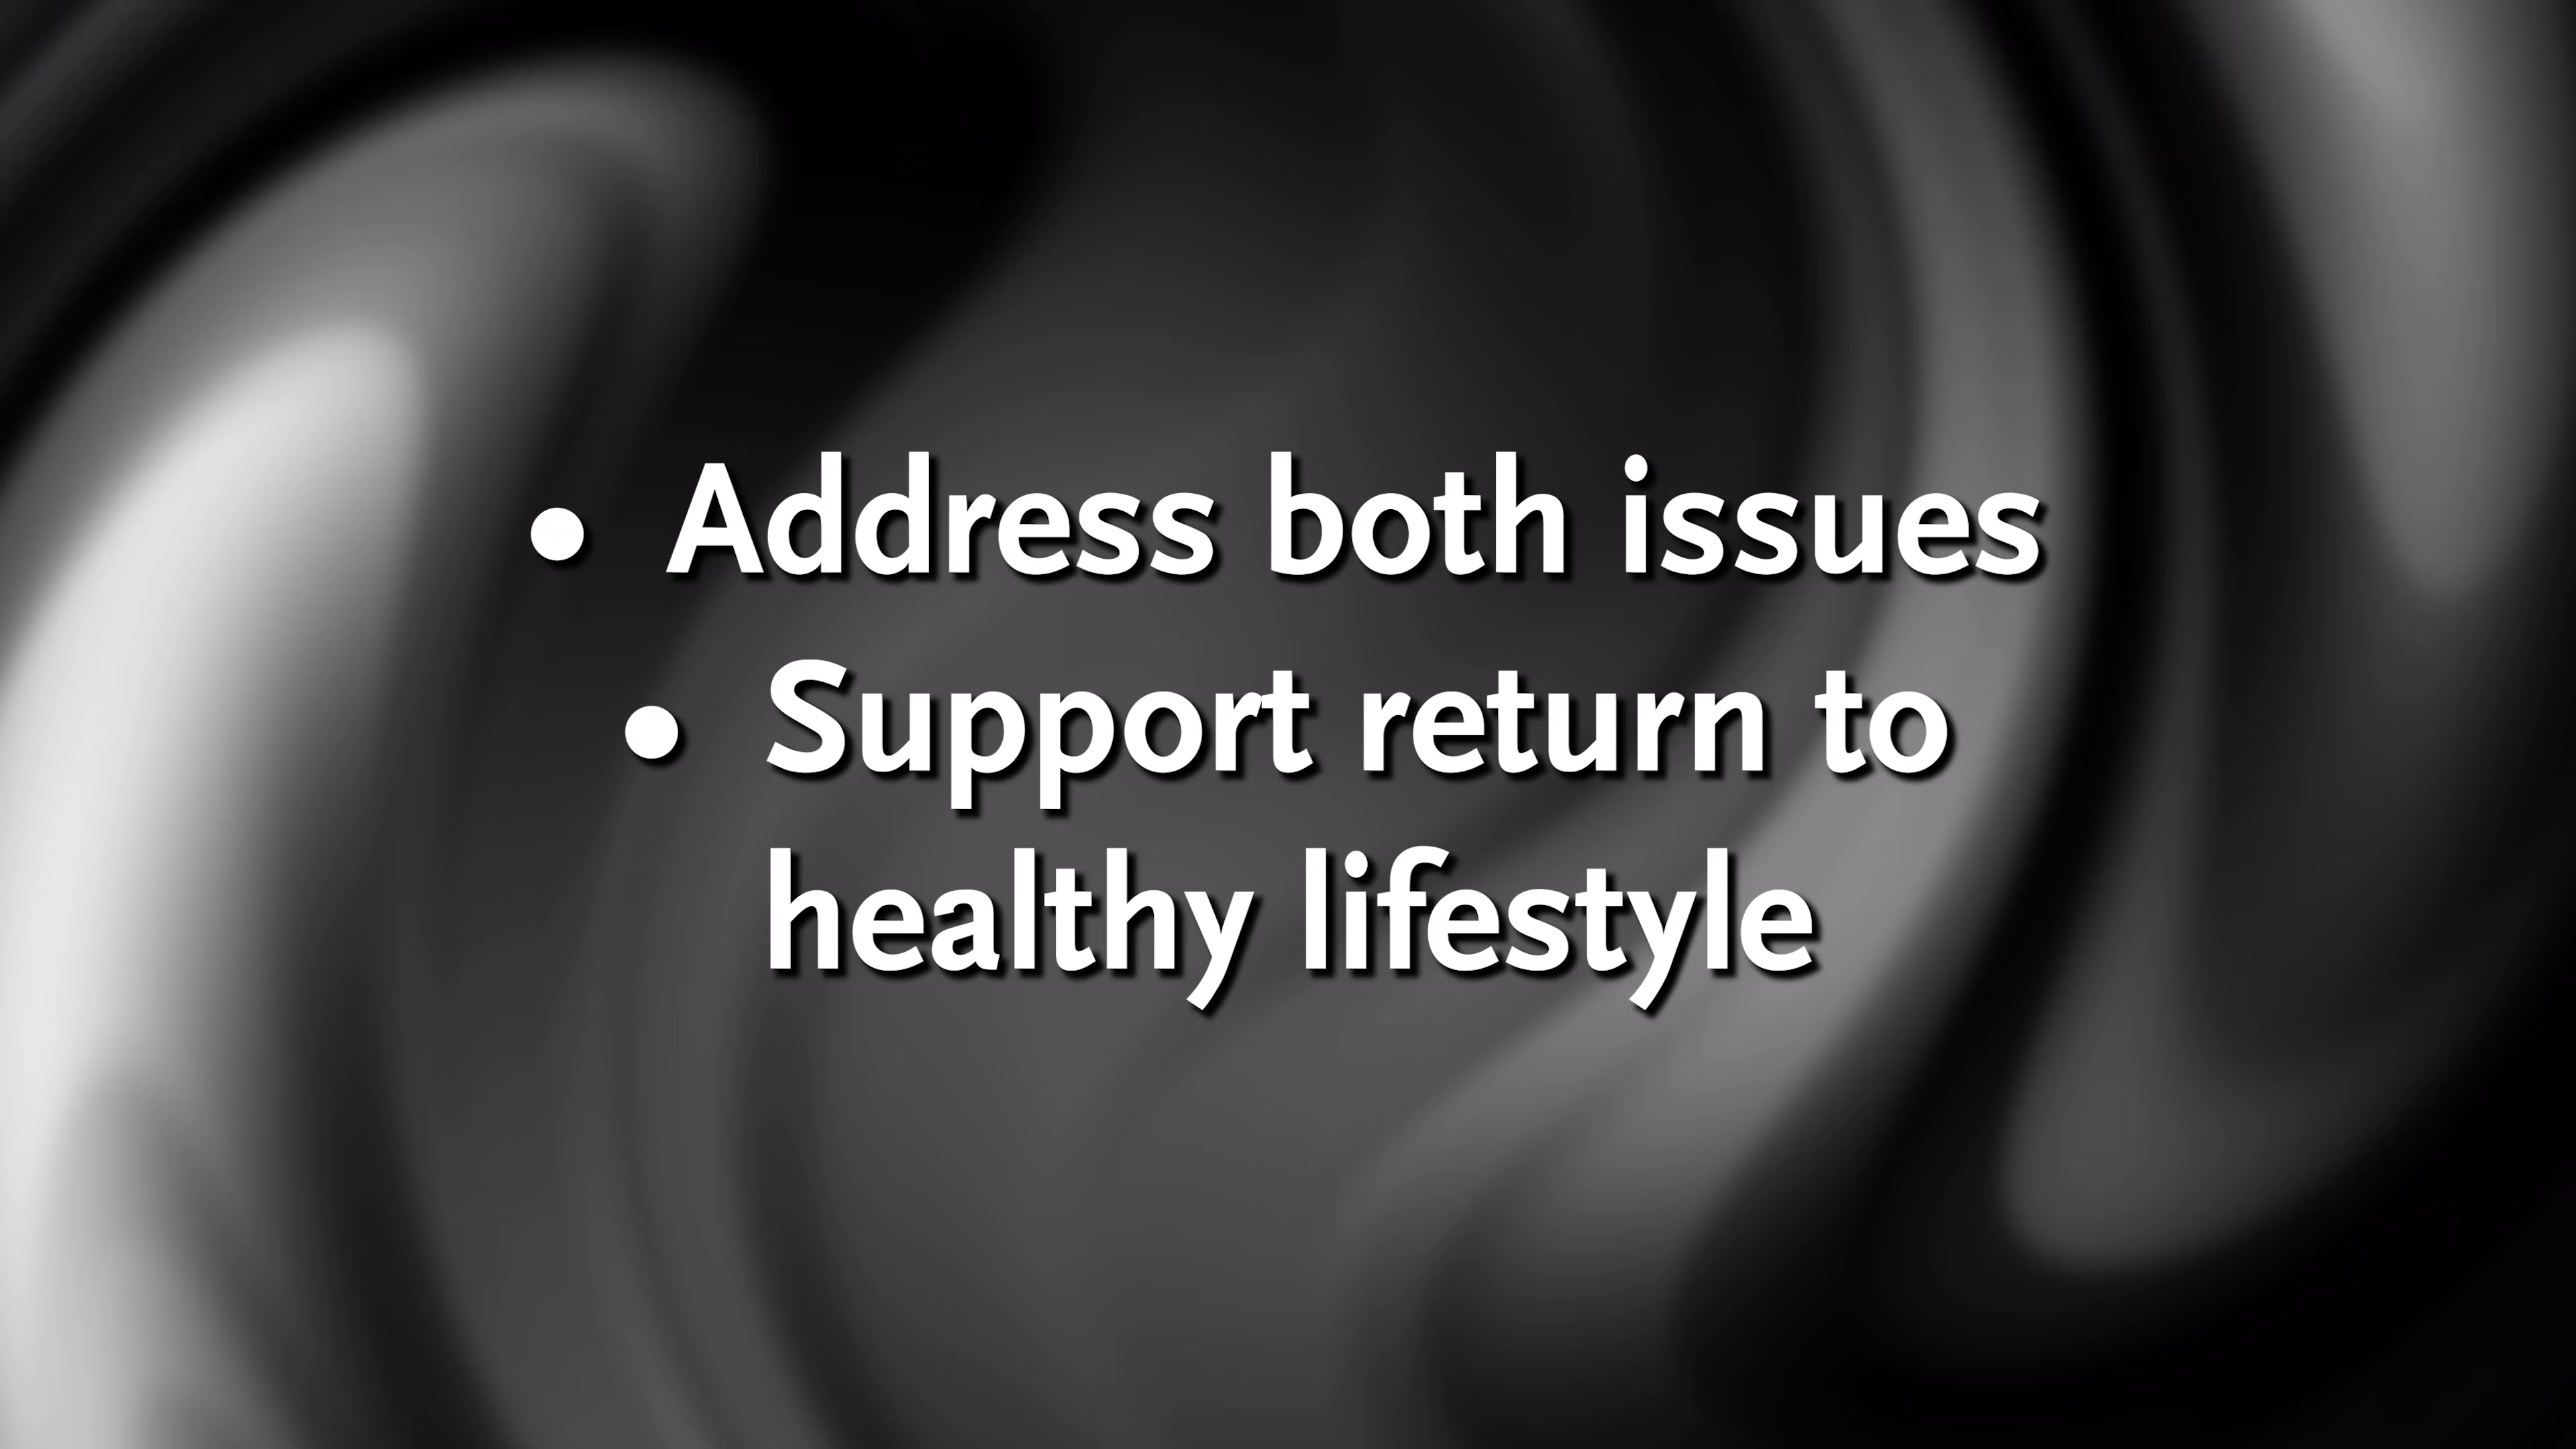 • Address both issues
• Support return to
healthy lifestyle